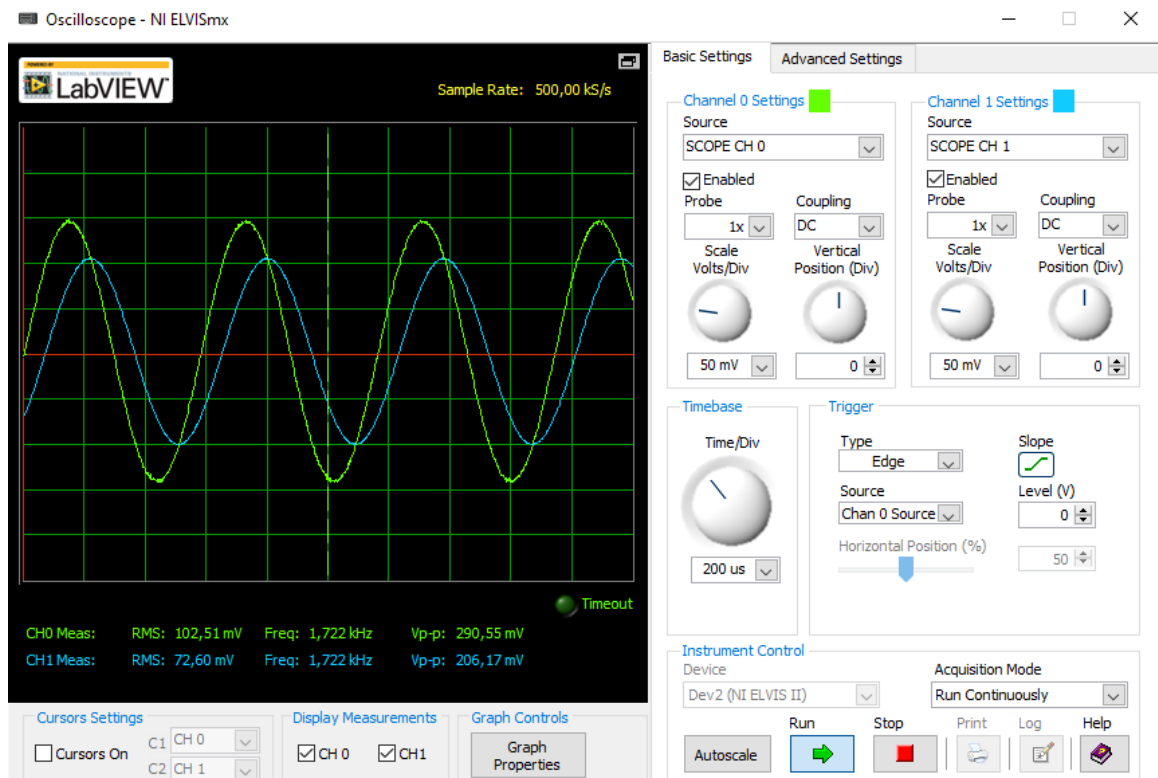 Oscilloscope - NI ELVISmx
POWERED BY
NATIONAL INSTRUMENTS
LabVIEW
Sample Rate: 500,00 kS/s
Timeout
CH0 Meas: RMS: 102,51 mV Freq: 1,722 kHz Vp-p: 290,55 mV
CH1 Meas: RMS: 72,60 mV Freq: 1,722 kHz Vp-p: 206,17 mV
Cursors Settings
Cursors On
C1 CH 0
C2 CH 1
Display Measurements
CH 0 CH1
Graph Controls
Graph
Properties
Basic Settings Advanced Settings
Channel 0 Settings
Source
SCOPE CH 0
Enabled
Probe Coupling
1x DC
Scale Vertical
Volts/Div Position (Div)
50 mV 0
Channel 1 Settings
Source
SCOPE CH 1
Enabled
Probe Coupling
1x DC
Scale Vertical
Volts/Div Position (Div)
50 mV 0
Timebase
Time/Div
200 us
Trigger
Type Slope
Edge
Source Level (V)
Chan 0 Source 0
Horizontal Position (%)
50
Instrument Control
Device Acquisition Mode
Dev2 (NI ELVIS II) Run Continuously
Run Stop Print Log Help
Autoscale